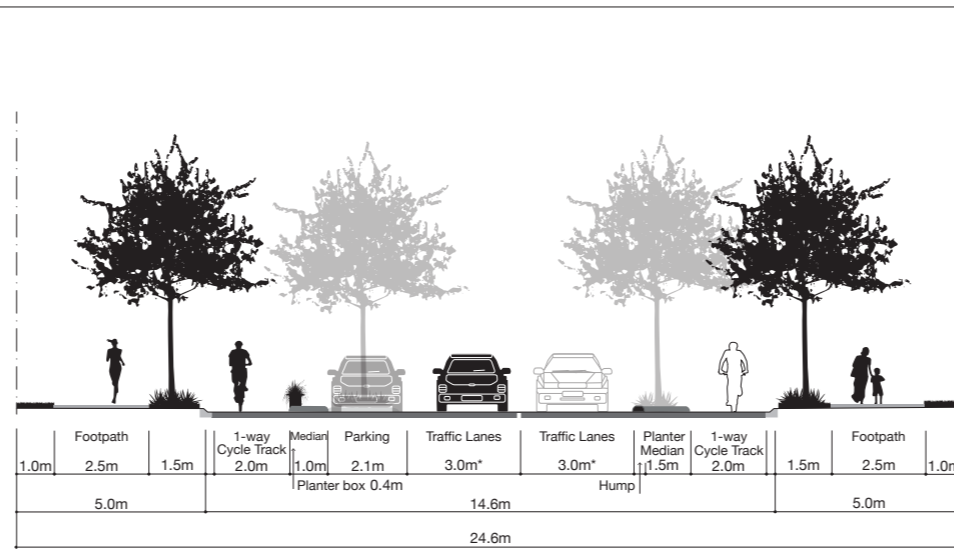 Footpath
1-way
Cycle Track
Median
Parking
Traffic Lanes
Traffic Lanes
Planter
Median
1-way
Cycle Track
Footpath
1.0m
2.5m
1.5m
2.0m
1.0m
2.1m
3.0m*
3.0m*
1.5m
2.0m
1.5m
2.5m
1.0m
Planter box 0.4m
Hump
5.0m
14.6m
5.0m
24.6m